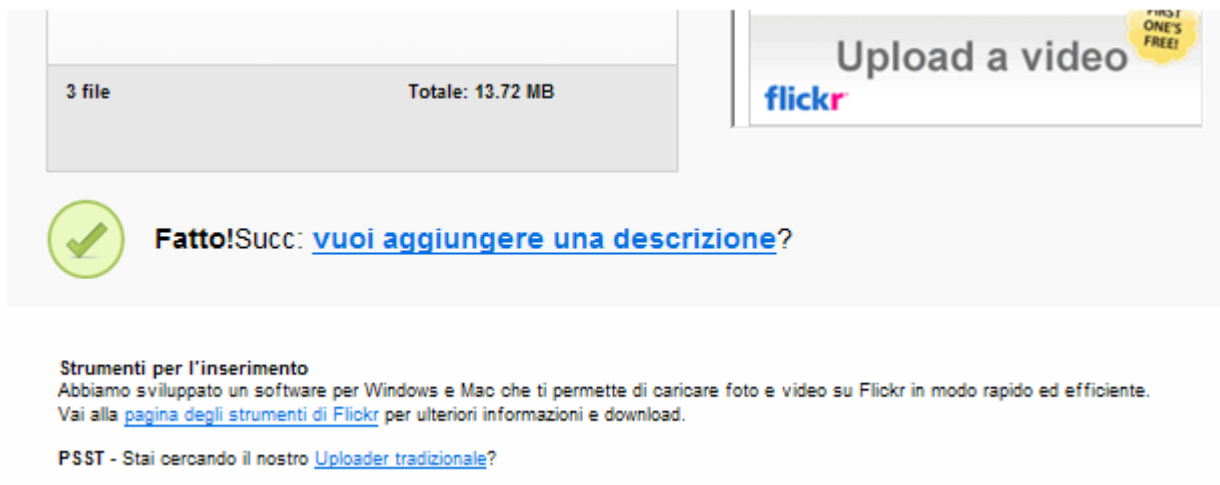 FIRST
ONE'S
FREE!
Upload a video
flickr
3 file Totale: 13.72 MB
Fatto!Succ: vuoi aggiungere una descrizione?
Strumenti per l'inserimento
Abbiamo sviluppato un software per Windows e Mac che ti permette di caricare foto e video su Flickr in modo rapido ed efficiente.
Vai alla pagina degli strumenti di Flickr per ulteriori informazioni e download.
PSST - Stai cercando il nostro Uploader tradizionale?